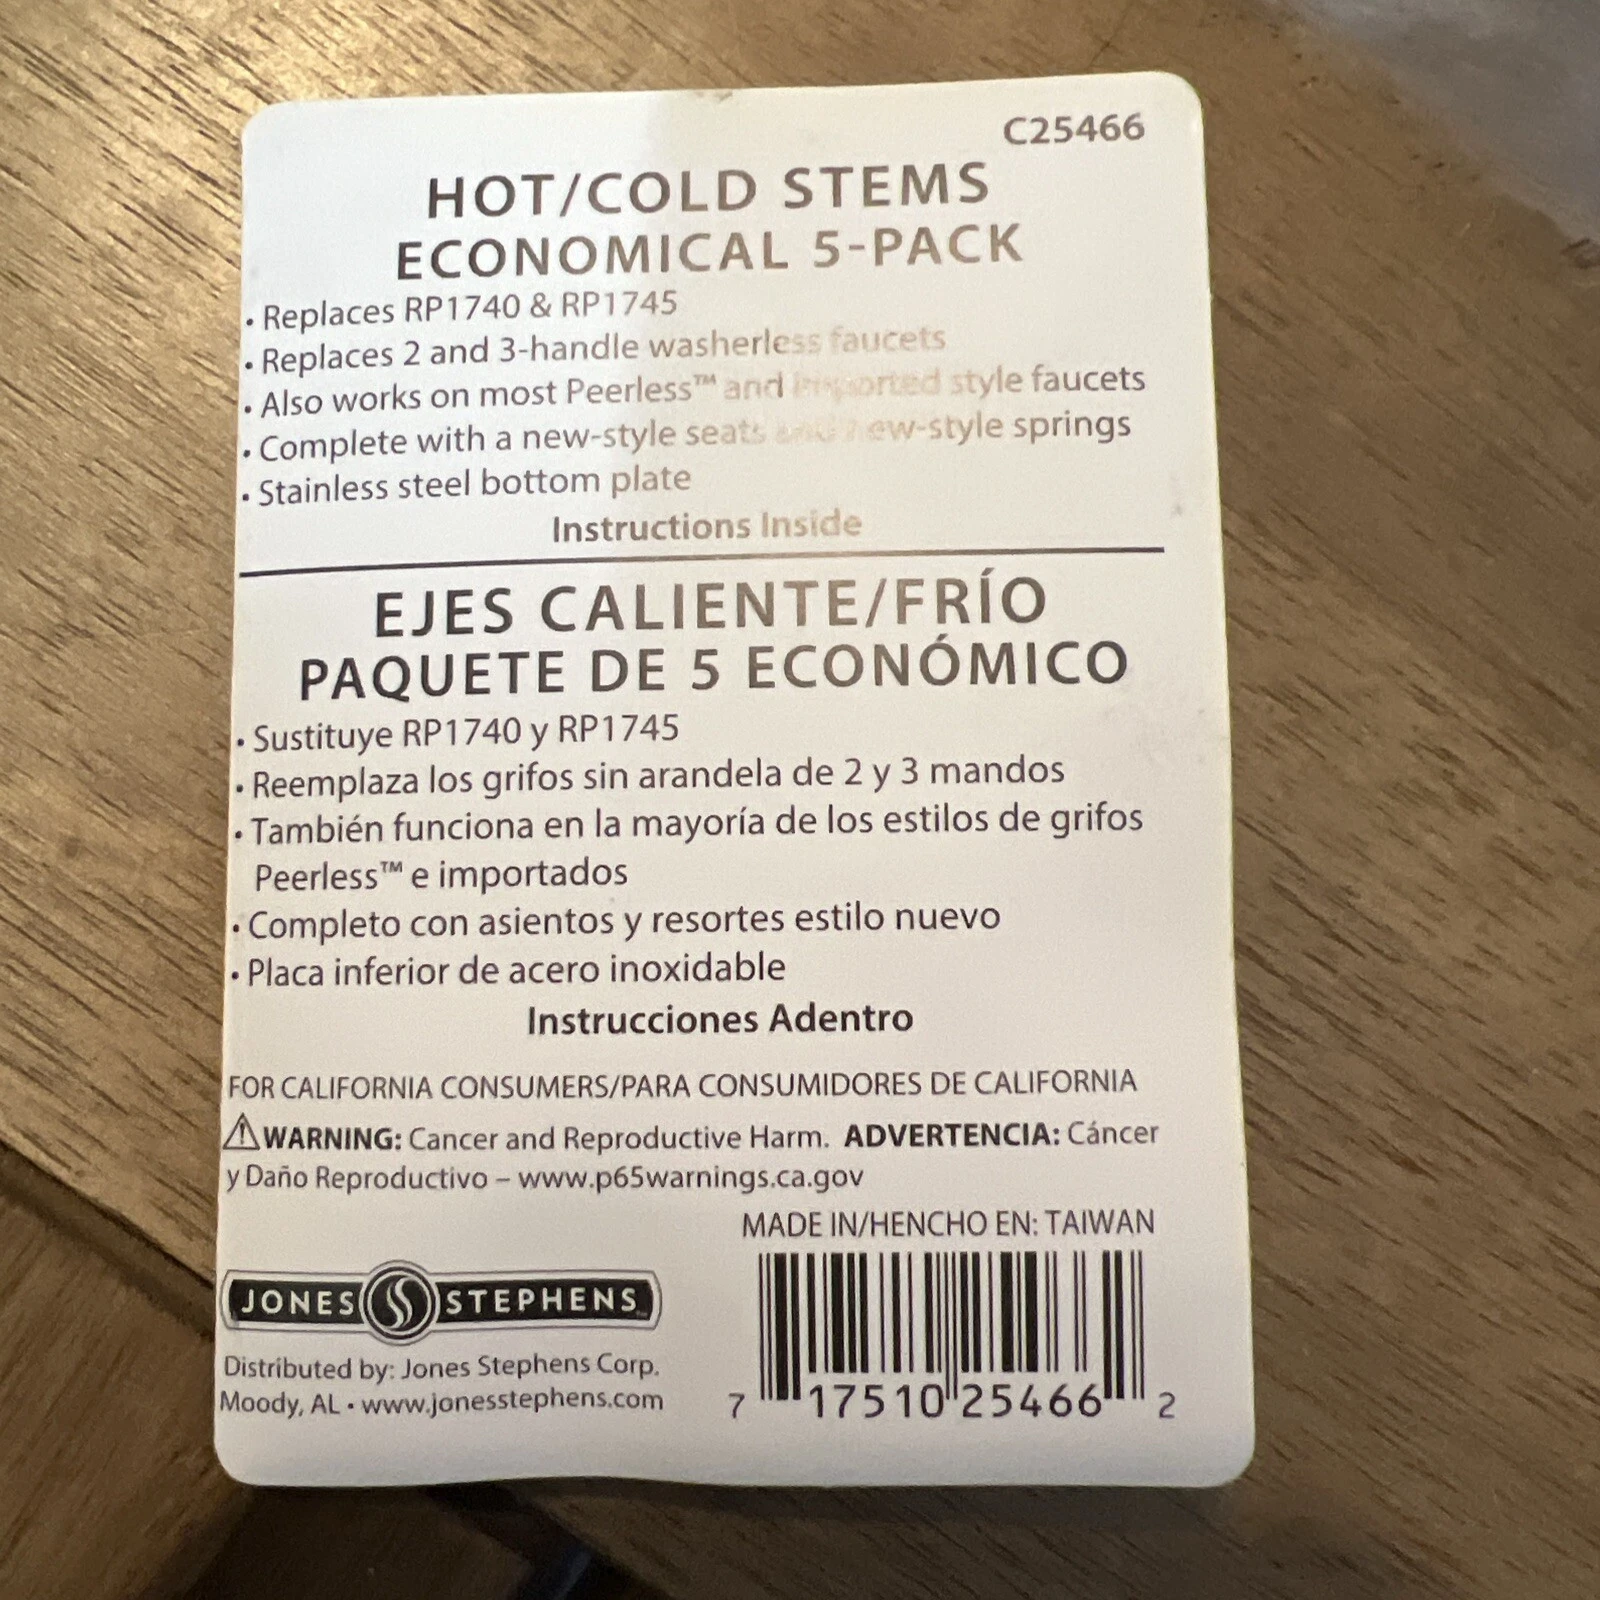 C25466
HOT/COLD STEMS
ECONOMICAL 5-PACK
• Replaces RP1740 & RP1745
• Replaces 2 and 3-handle washerless faucets
• Also works on most Peerless™ and imported style faucets
• Complete with a new-style seats and new-style springs
• Stainless steel bottom plate
Instructions Inside
EJES CALIENTE/FRÍO
PAQUETE DE 5 ECONÓMICO
• Sustituye RP1740 y RP1745
• Reemplaza los grifos sin arandela de 2 y 3 mandos
• También funciona en la mayoría de los estilos de grifos
Peerless™ e importados
• Completo con asientos y resortes estilo nuevo
• Placa inferior de acero inoxidable
Instrucciones Adentro
FOR CALIFORNIA CONSUMERS/PARA CONSUMIDORES DE CALIFORNIA
⚠WARNING: Cancer and Reproductive Harm. ADVERTENCIA: Cáncer
y Daño Reproductivo – www.p65warnings.ca.gov
MADE IN/HENCHO EN: TAIWAN
JONES STEPHENS
Distributed by: Jones Stephens Corp.
Moody, AL • www.jonesstephens.com
7 17510 25466 2